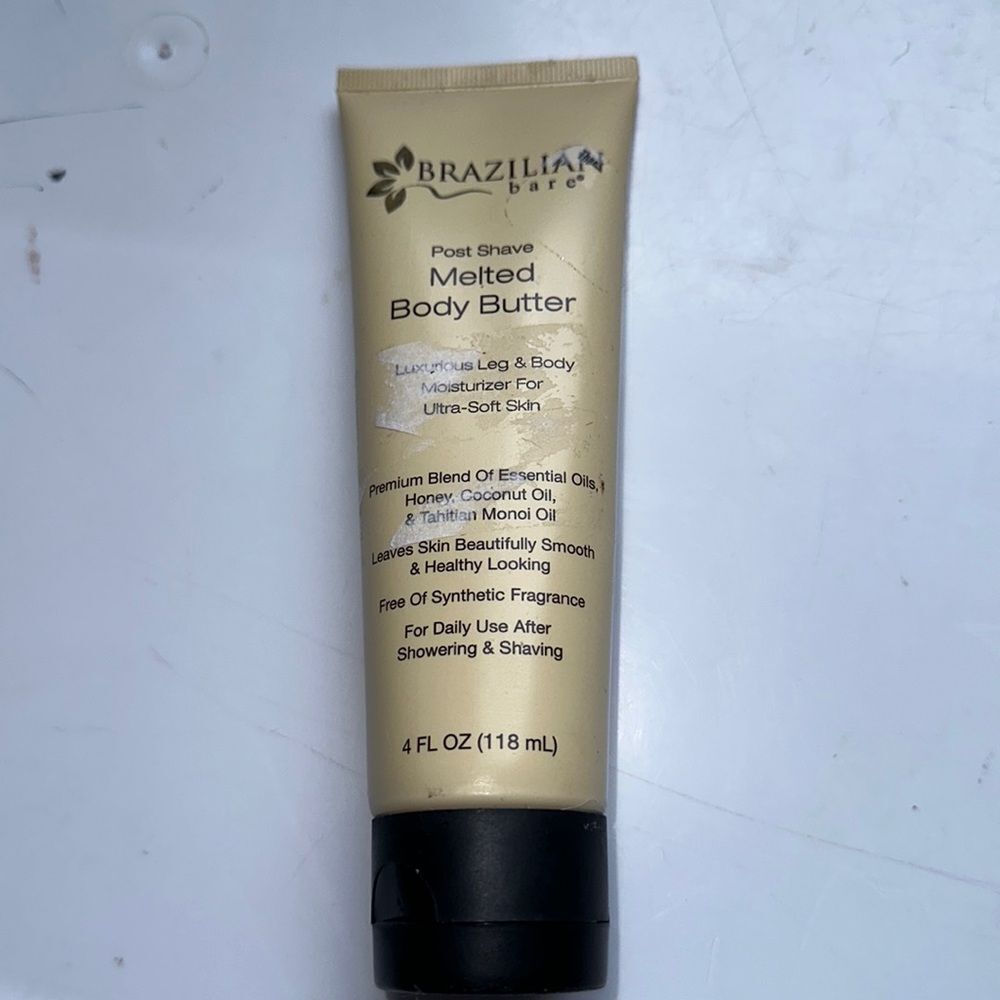 BRAZILIAN
bare®
Post Shave
Melted
Body Butter
Luxurious Leg & Body
Moisturizer For
Ultra-Soft Skin
Premium Blend Of Essential Oils,
Honey, Coconut Oil,
& Tahitian Monoi Oil
Leaves Skin Beautifully Smooth
& Healthy Looking
Free Of Synthetic Fragrance
For Daily Use After
Showering & Shaving
4 FL OZ (118 mL)